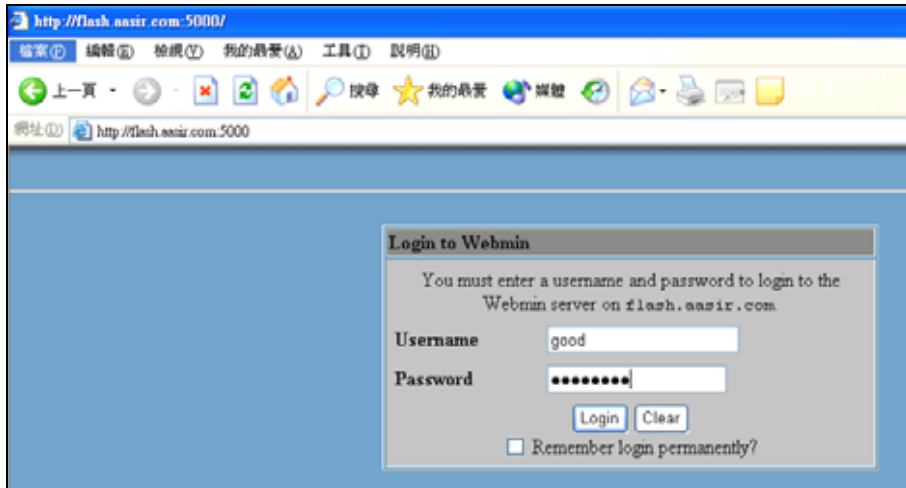 http://flash.aasir.com:5000/
檔案(F) 編輯(E) 檢視(V) 我的最愛(A) 工具(T) 說明(H)
上一頁 搜尋 我的最愛 媒體
網址(D) http://flash.aasir.com:5000
Login to Webmin
You must enter a username and password to login to the
Webmin server on flash.aasir.com
Username good
Password ••••••••
Login Clear
Remember login permanently?